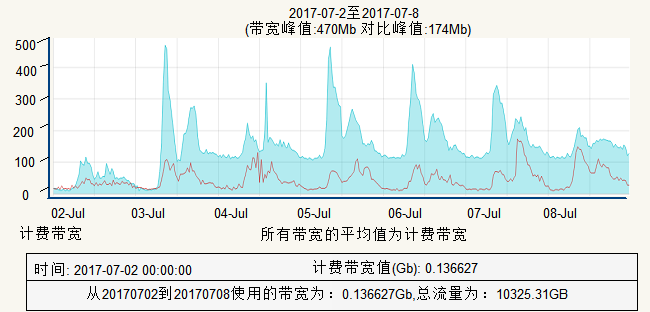 2017-07-2至2017-07-8
(带宽峰值:470Mb 对比峰值:174Mb)
500
400
300
200
100
0
02-Jul 03-Jul 04-Jul 05-Jul 06-Jul 07-Jul 08-Jul
计费带宽 所有带宽的平均值为计费带宽
时间: 2017-07-02 00:00:00 计费带宽值(Gb): 0.136627
从20170702到20170708使用的带宽为：0.136627Gb,总流量为：10325.31GB